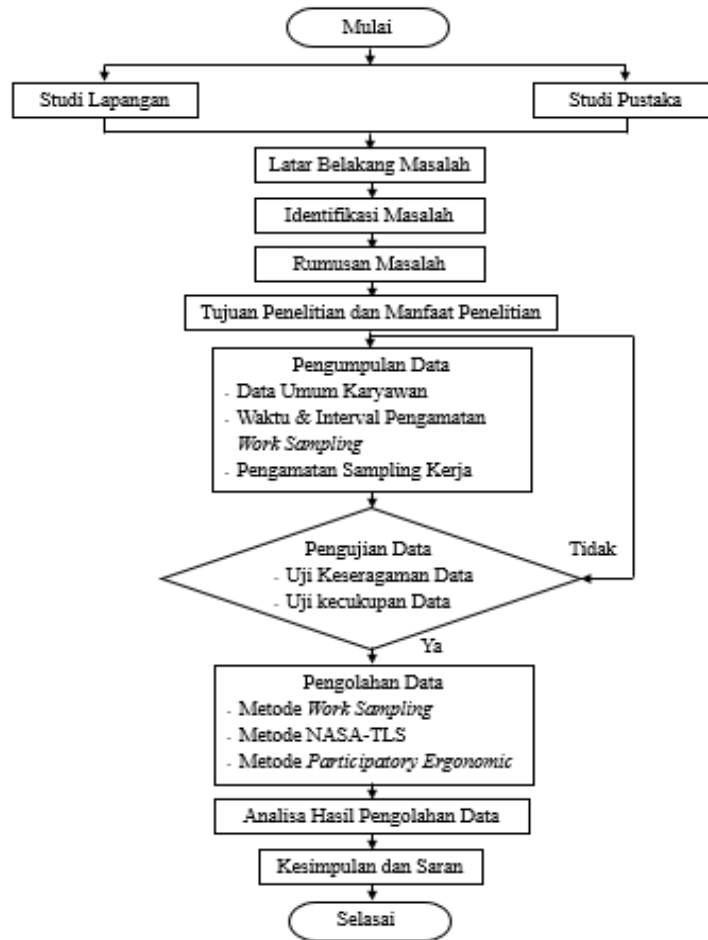 Mulai
Studi Lapangan
Studi Pustaka
Latar Belakang Masalah
Identifikasi Masalah
Rumusan Masalah
Tujuan Penelitian dan Manfaat Penelitian
Pengumpulan Data
- Data Umum Karyawan
- Waktu & Interval Pengamatan
Work Sampling
- Pengamatan Sampling Kerja
Pengujian Data
- Uji Keseragaman Data
- Uji kecukupan Data
Tidak
Ya
Pengolahan Data
- Metode Work Sampling
- Metode NASA-TLS
- Metode Participatory Ergonomic
Analisa Hasil Pengolahan Data
Kesimpulan dan Saran
Selasai